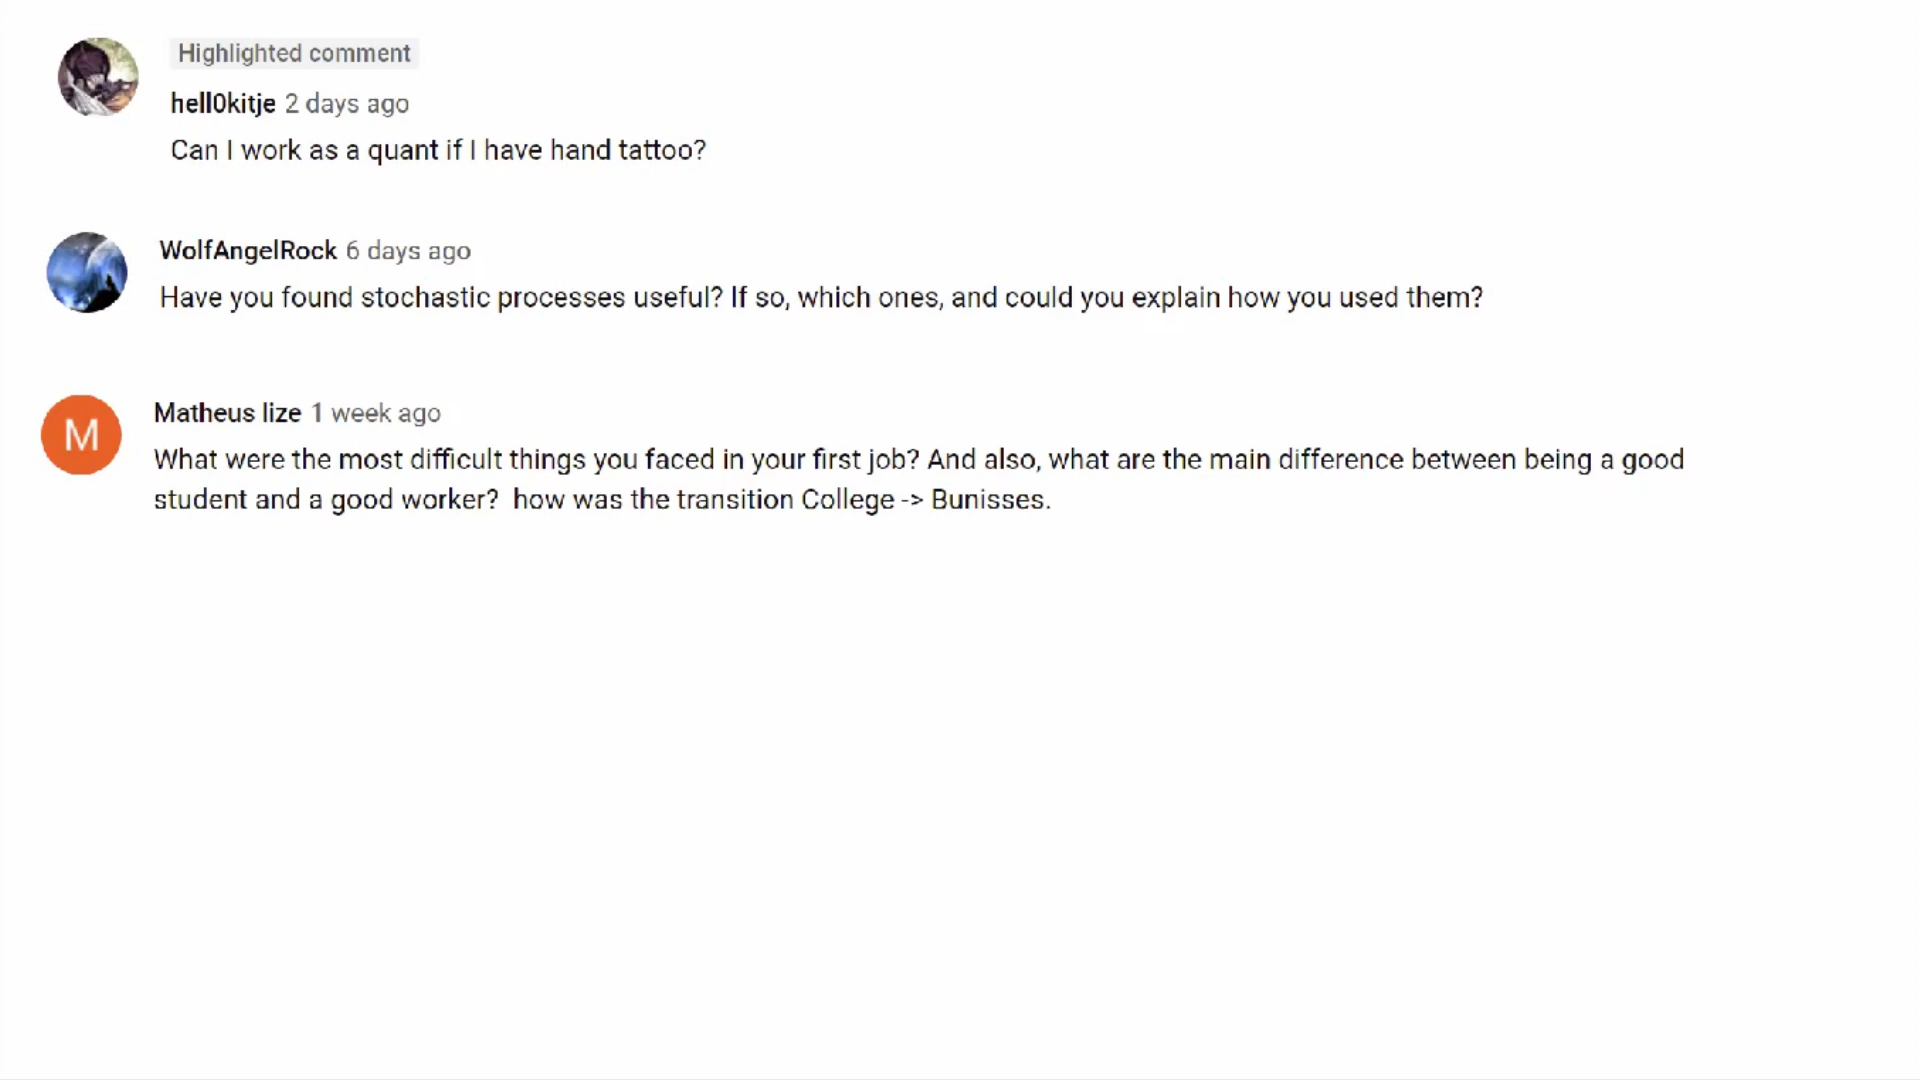 Highlighted comment
hell0kitje 2 days ago
Can I work as a quant if I have hand tattoo?
WolfAngelRock 6 days ago
Have you found stochastic processes useful? If so, which ones, and could you explain how you used them?
M
Matheus lize 1 week ago
What were the most difficult things you faced in your first job? And also, what are the main difference between being a good
student and a good worker?  how was the transition College -> Bunisses.